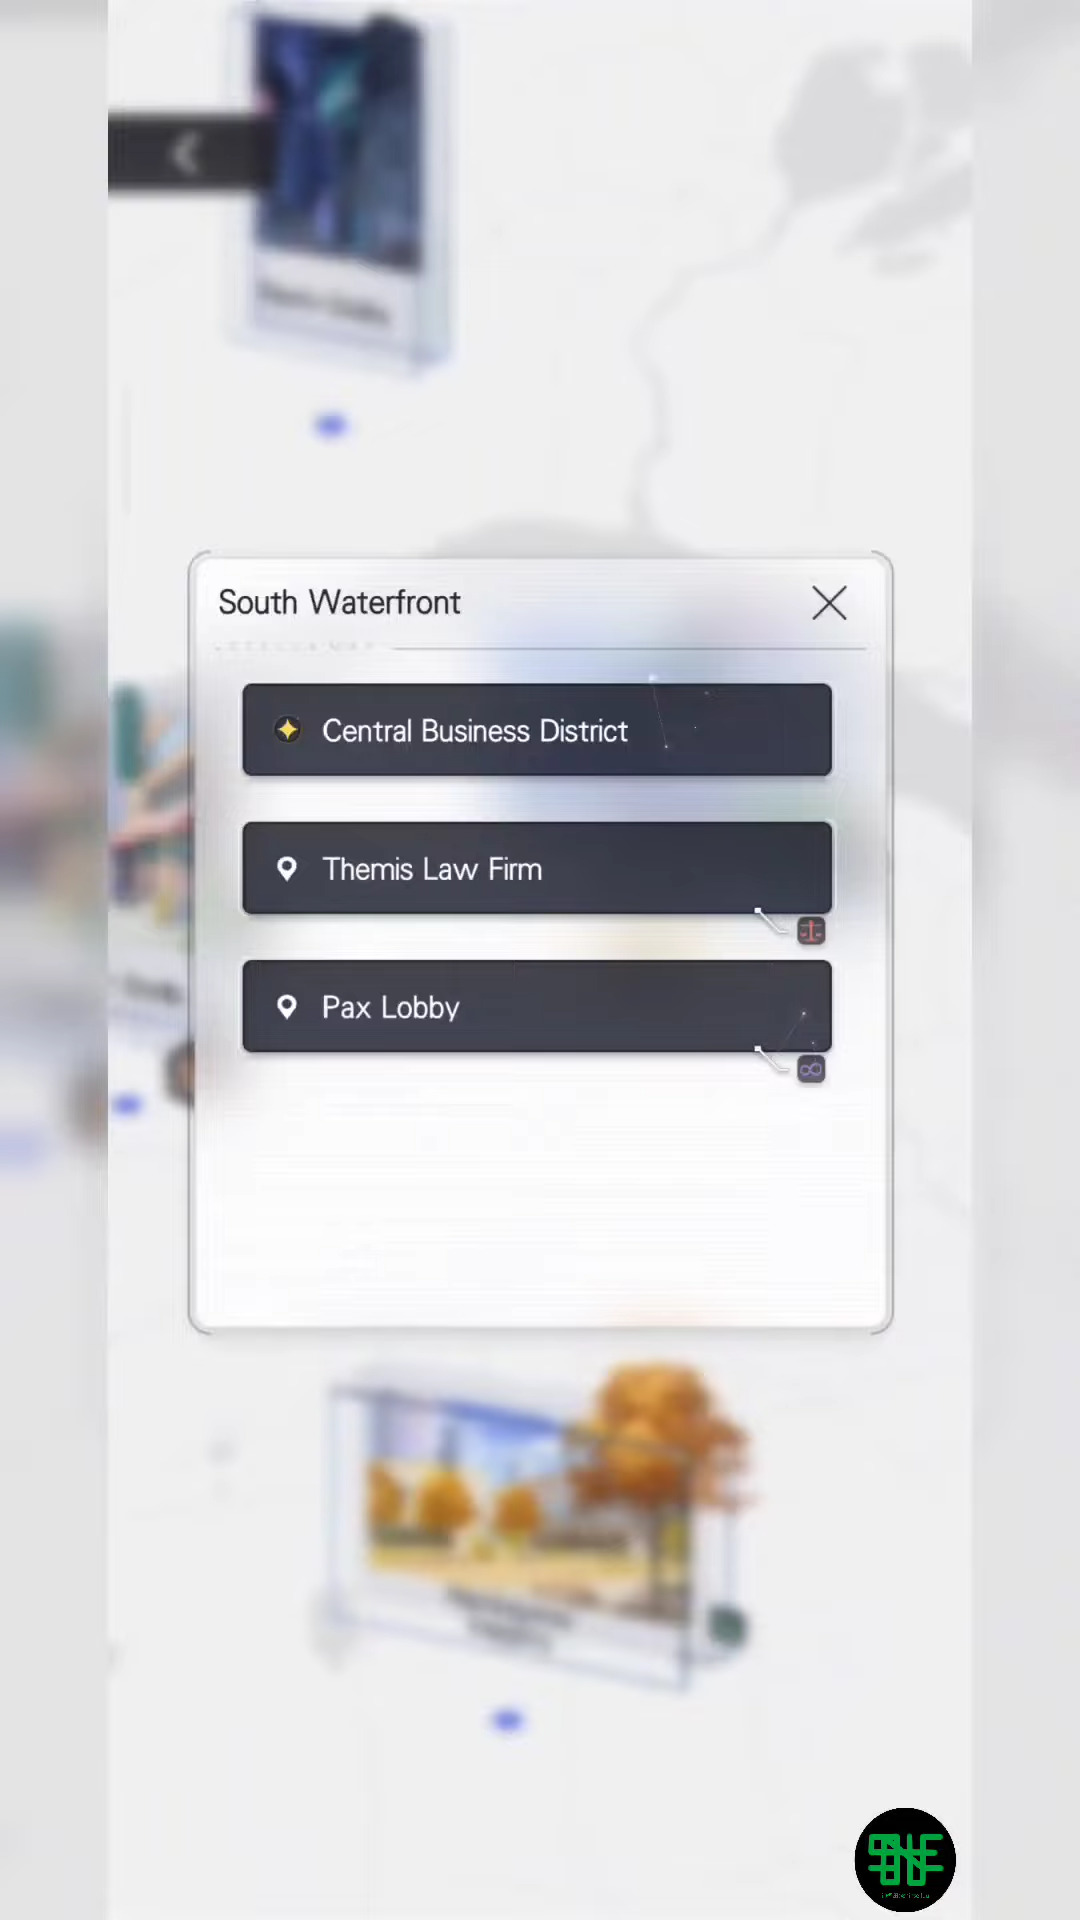 South Waterfront
Central Business District
Themis Law Firm
Pax Lobby